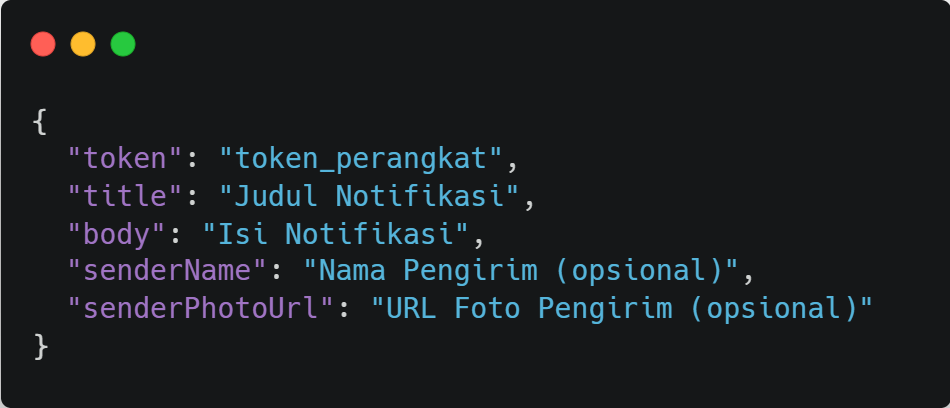 {
  "token": "token_perangkat",
  "title": "Judul Notifikasi",
  "body": "Isi Notifikasi",
  "senderName": "Nama Pengirim (opsional)",
  "senderPhotoUrl": "URL Foto Pengirim (opsional)"
}